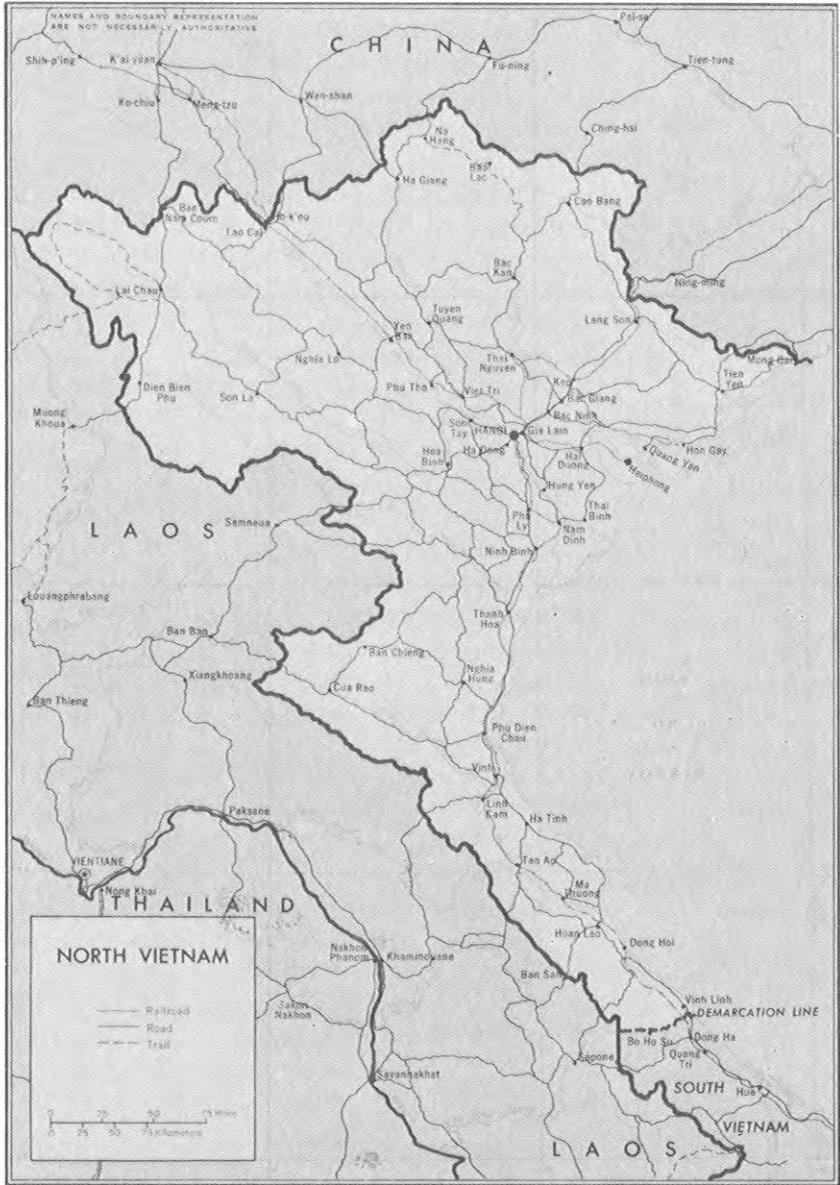 NAMES AND BOUNDARY REPRESENTATION
ARE NOT NECESSARILY AUTHORITATIVE
CHINA
Pai-se
Shih-p'ing
K'ai yuan
Fu-ning
Tien-tung
Ko-chiu
Meng-tzu
Wen-shan
Ching-hsi
Na
Hang
Bao
Lac
Ha Giang
Cao Bang
Ban
Nam Coum
Lao Cai
Bac
Kan
Ning-ming
Lai Chau
Tuyen
Quang
Lang Son
Yen
Bai
Nghia Lo
Thai
Nguyen
Mong Cai
Tien
Yen
Kep
Dien Bien
Phu
Son La
Phu Tho
Viet Tri
Bac Giang
Bac Ninh
Muong
Khoua
Son
Tay
HANOI
Gia Lam
Ha Dong
Hoa
Binh
Hai
Duong
Quang Yen
Hon Gay
Haiphong
Hung Yen
Phu
Ly
Thai
Binh
Nam
Dinh
LAOS
Samneua
Ninh Binh
Louangphrabang
Thanh
Hoa
Ban Ban
Ban Chieng
Nghia
Hung
Xiangkhoang
Cua Rao
Ban Thieng
Phu Dien
Chau
Vinh
Linh
Kam
Paksane
Ha Tinh
VIENTIANE
Tan Ap
Nong Khai
THAILAND
Ma
Thuong
Hoan Lao
Dong Hoi
NORTH VIETNAM
Nakhon
Phanom
Khammouane
Ban San
Sakon
Nakhon
Vinh Linh
DEMARCATION LINE
Railroad
Road
Trail
Bo Ho Su
Dong Ha
Quang
Tri
Sepone
Savannakhet
SOUTH
Hue
0 25 50 75 Miles
0 25 50 75 Kilometers
VIETNAM
LAOS